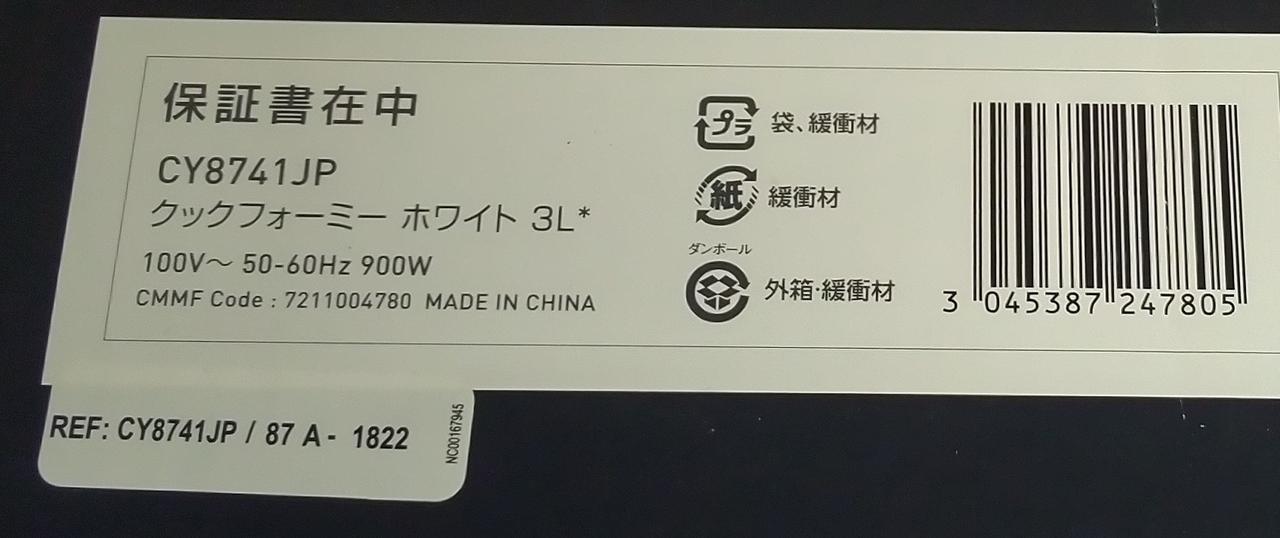 保証書在中
CY8741JP
クックフォーミー ホワイト 3L*
100V～ 50-60Hz 900W
CMMF Code : 7211004780 MADE IN CHINA
プラ 袋、緩衝材
紙 緩衝材
ダンボール
外箱・緩衝材
3 045387 247805
REF: CY8741JP / 87 A - 1822
NC00167945